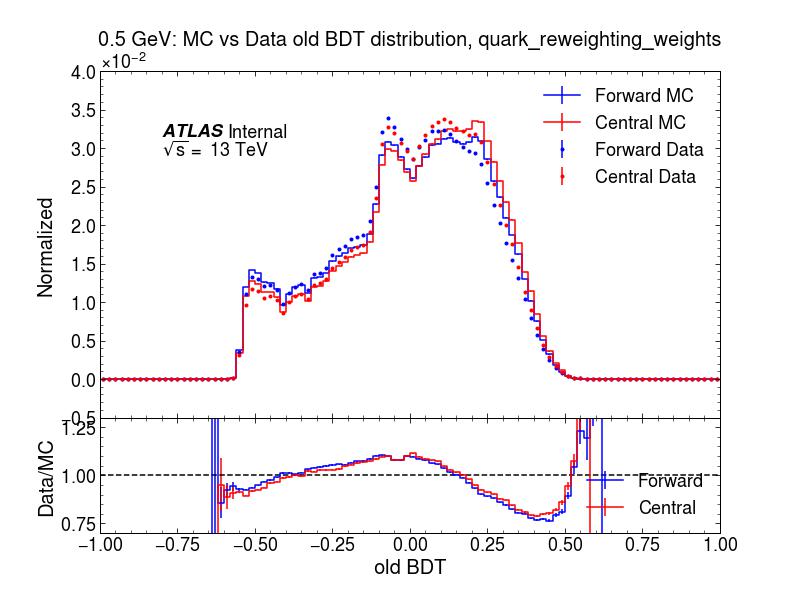 0.5 GeV: MC vs Data old BDT distribution, quark_reweighting_weights
×10⁻²
4.0
3.5
3.0
2.5
2.0
1.5
1.0
0.5
0.0
−0.5
Normalized
ATLAS Internal
√s = 13 TeV
Forward MC
Central MC
Forward Data
Central Data
1.25
1.00
0.75
Data/MC
Forward
Central
−1.00 −0.75 −0.50 −0.25 0.00 0.25 0.50 0.75 1.00
old BDT